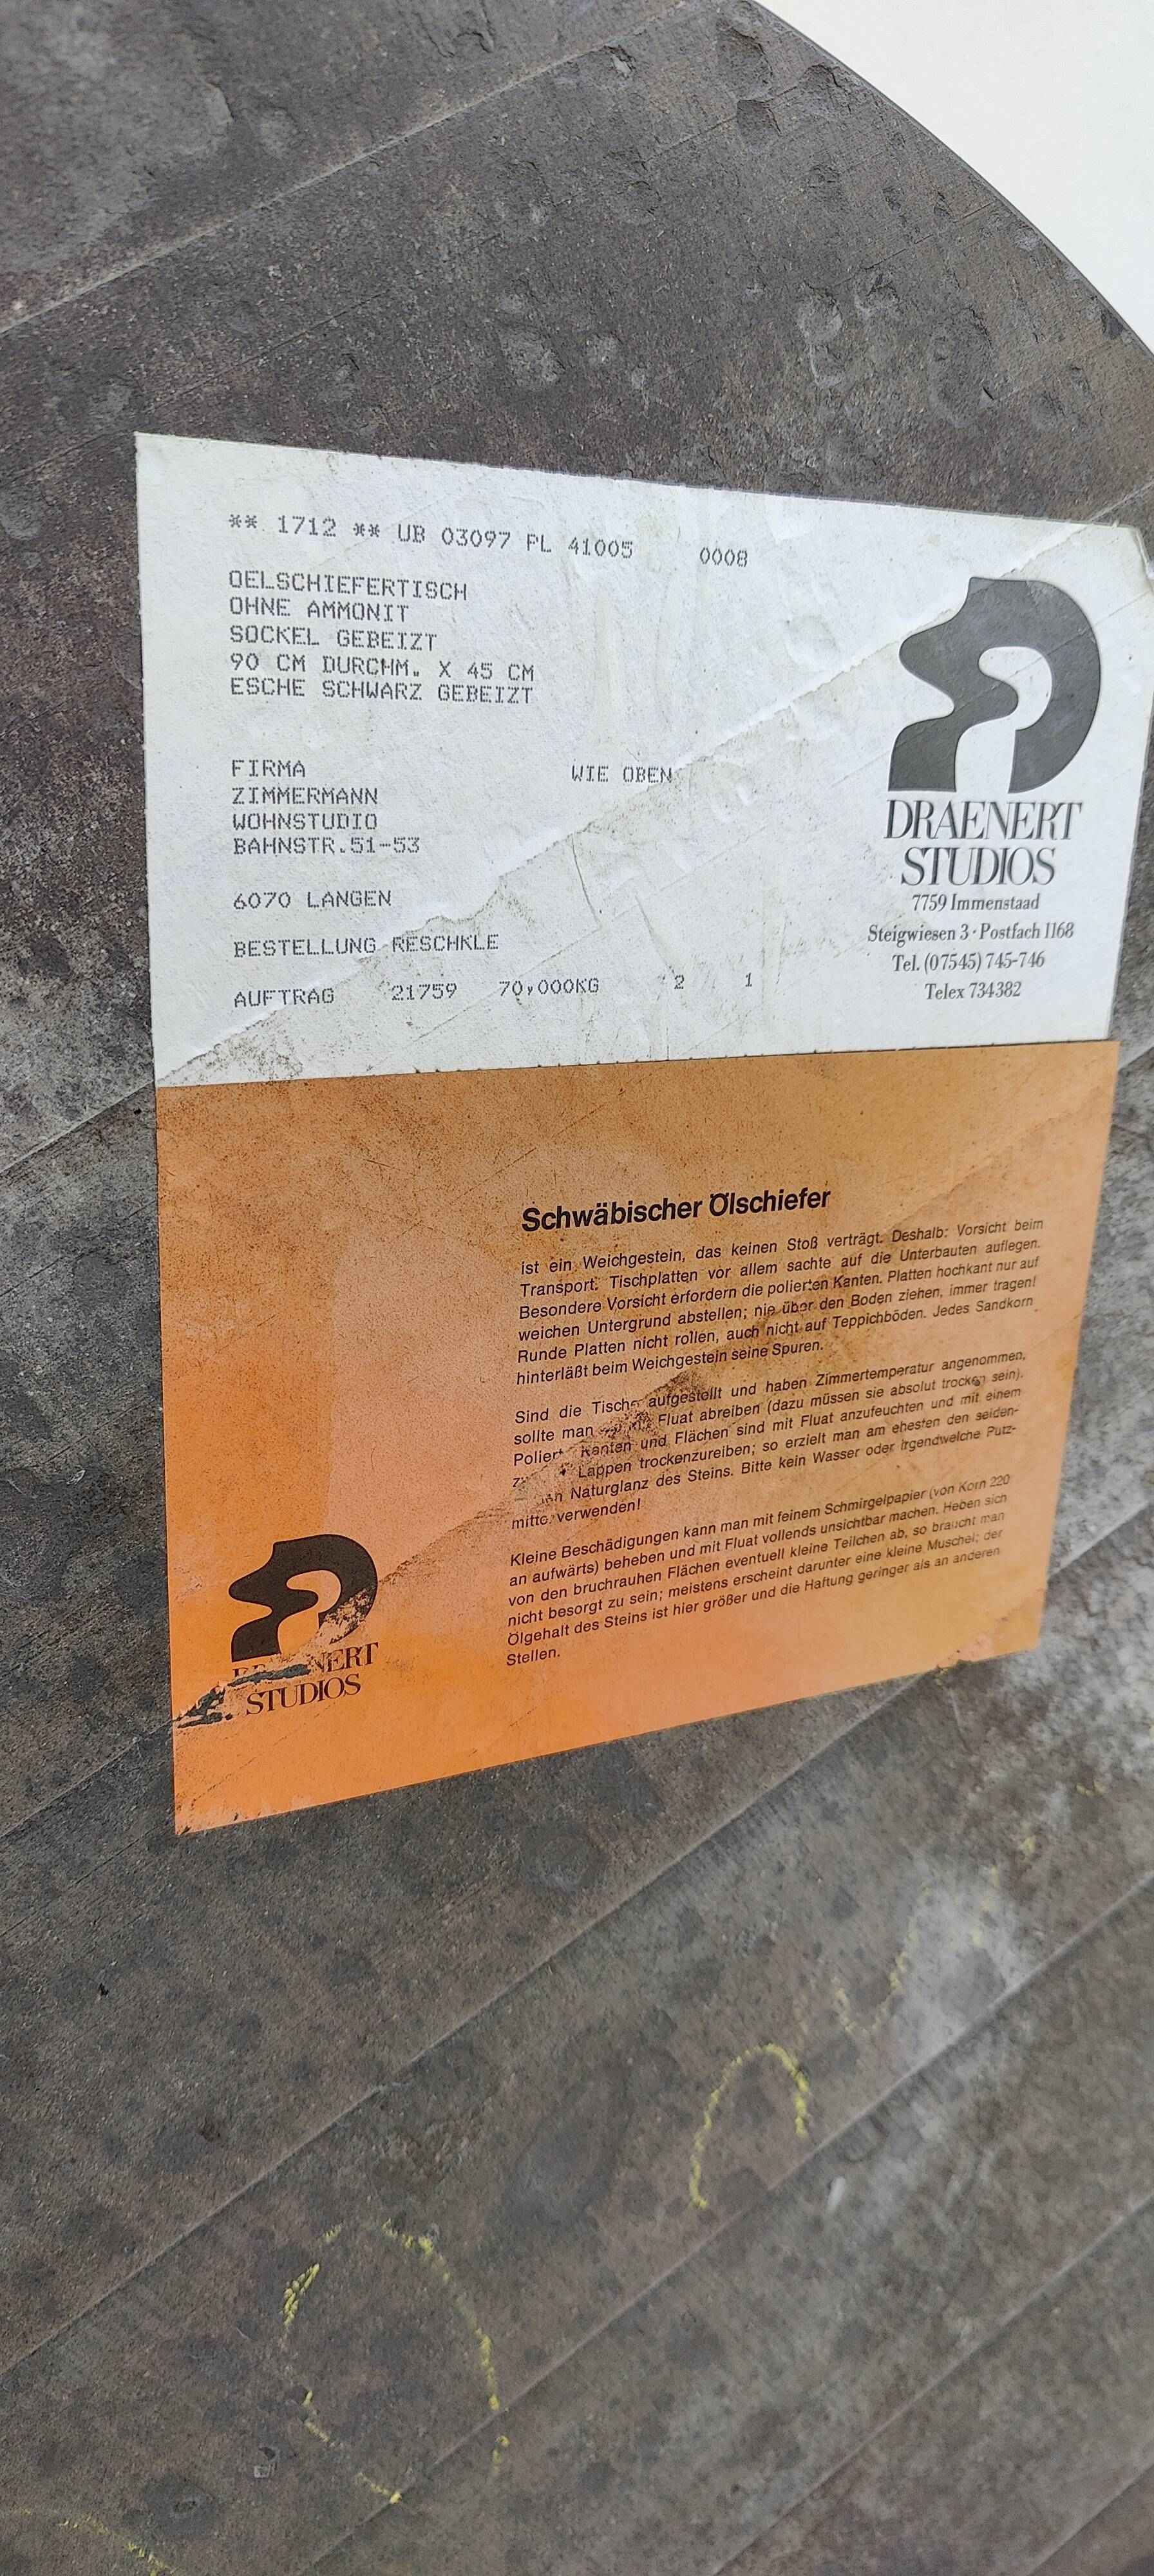 ** 1712 ** UB 03097 PL 41005 0008
OELSCHIEFERTISCH
OHNE AMMONIT
SOCKEL GEBEIZT
90 CM DURCHM. X 45 CM
ESCHE SCHWARZ GEBEIZT
FIRMA WIE OBEN
ZIMMERMANN
WOHNSTUDIO
BAHNSTR.51-53
6070 LANGEN
BESTELLUNG RESCHKLE
AUFTRAG 21759 70,000KG 2 1
DRAENERT
STUDIOS
7759 Immenstaad
Steigwiesen 3 · Postfach 1168
Tel. (07545) 745-746
Telex 734382
Schwäbischer Ölschiefer
ist ein Weichgestein, das keinen Stoß verträgt. Deshalb: Vorsicht beim
Transport. Tischplatten vor allem sachte auf die Unterbauten auflegen.
Besondere Vorsicht erfordern die polierten Kanten. Platten hochkant nur auf
weichen Untergrund abstellen; nie über den Boden ziehen, immer tragen!
Runde Platten nicht rollen, auch nicht auf Teppichböden. Jedes Sandkorn
hinterläßt beim Weichgestein seine Spuren.
Sind die Tische aufgestellt und haben Zimmertemperatur angenommen,
sollte man Fluat abreiben (dazu müssen sie absolut trocken sein).
Kanten und Flächen sind mit Fluat anzufeuchten und mit einem
Lappen trockenzureiben; so erzielt man am ehesten den seiden-
Naturglanz des Steins. Bitte kein Wasser oder irgendwelche Putz-
verwenden!
Kleine Beschädigungen kann man mit feinem Schmirgelpapier (von Korn 220
an aufwärts) beheben und mit Fluat vollends unsichtbar machen. Heben sich
von den bruchrauhen Flächen eventuell kleine Teilchen ab, so braucht man
nicht besorgt zu sein; meistens erscheint darunter eine kleine Muschel; der
Ölgehalt des Steins ist hier größer und die Haftung geringer als an anderen
Stellen.
STUDIOS